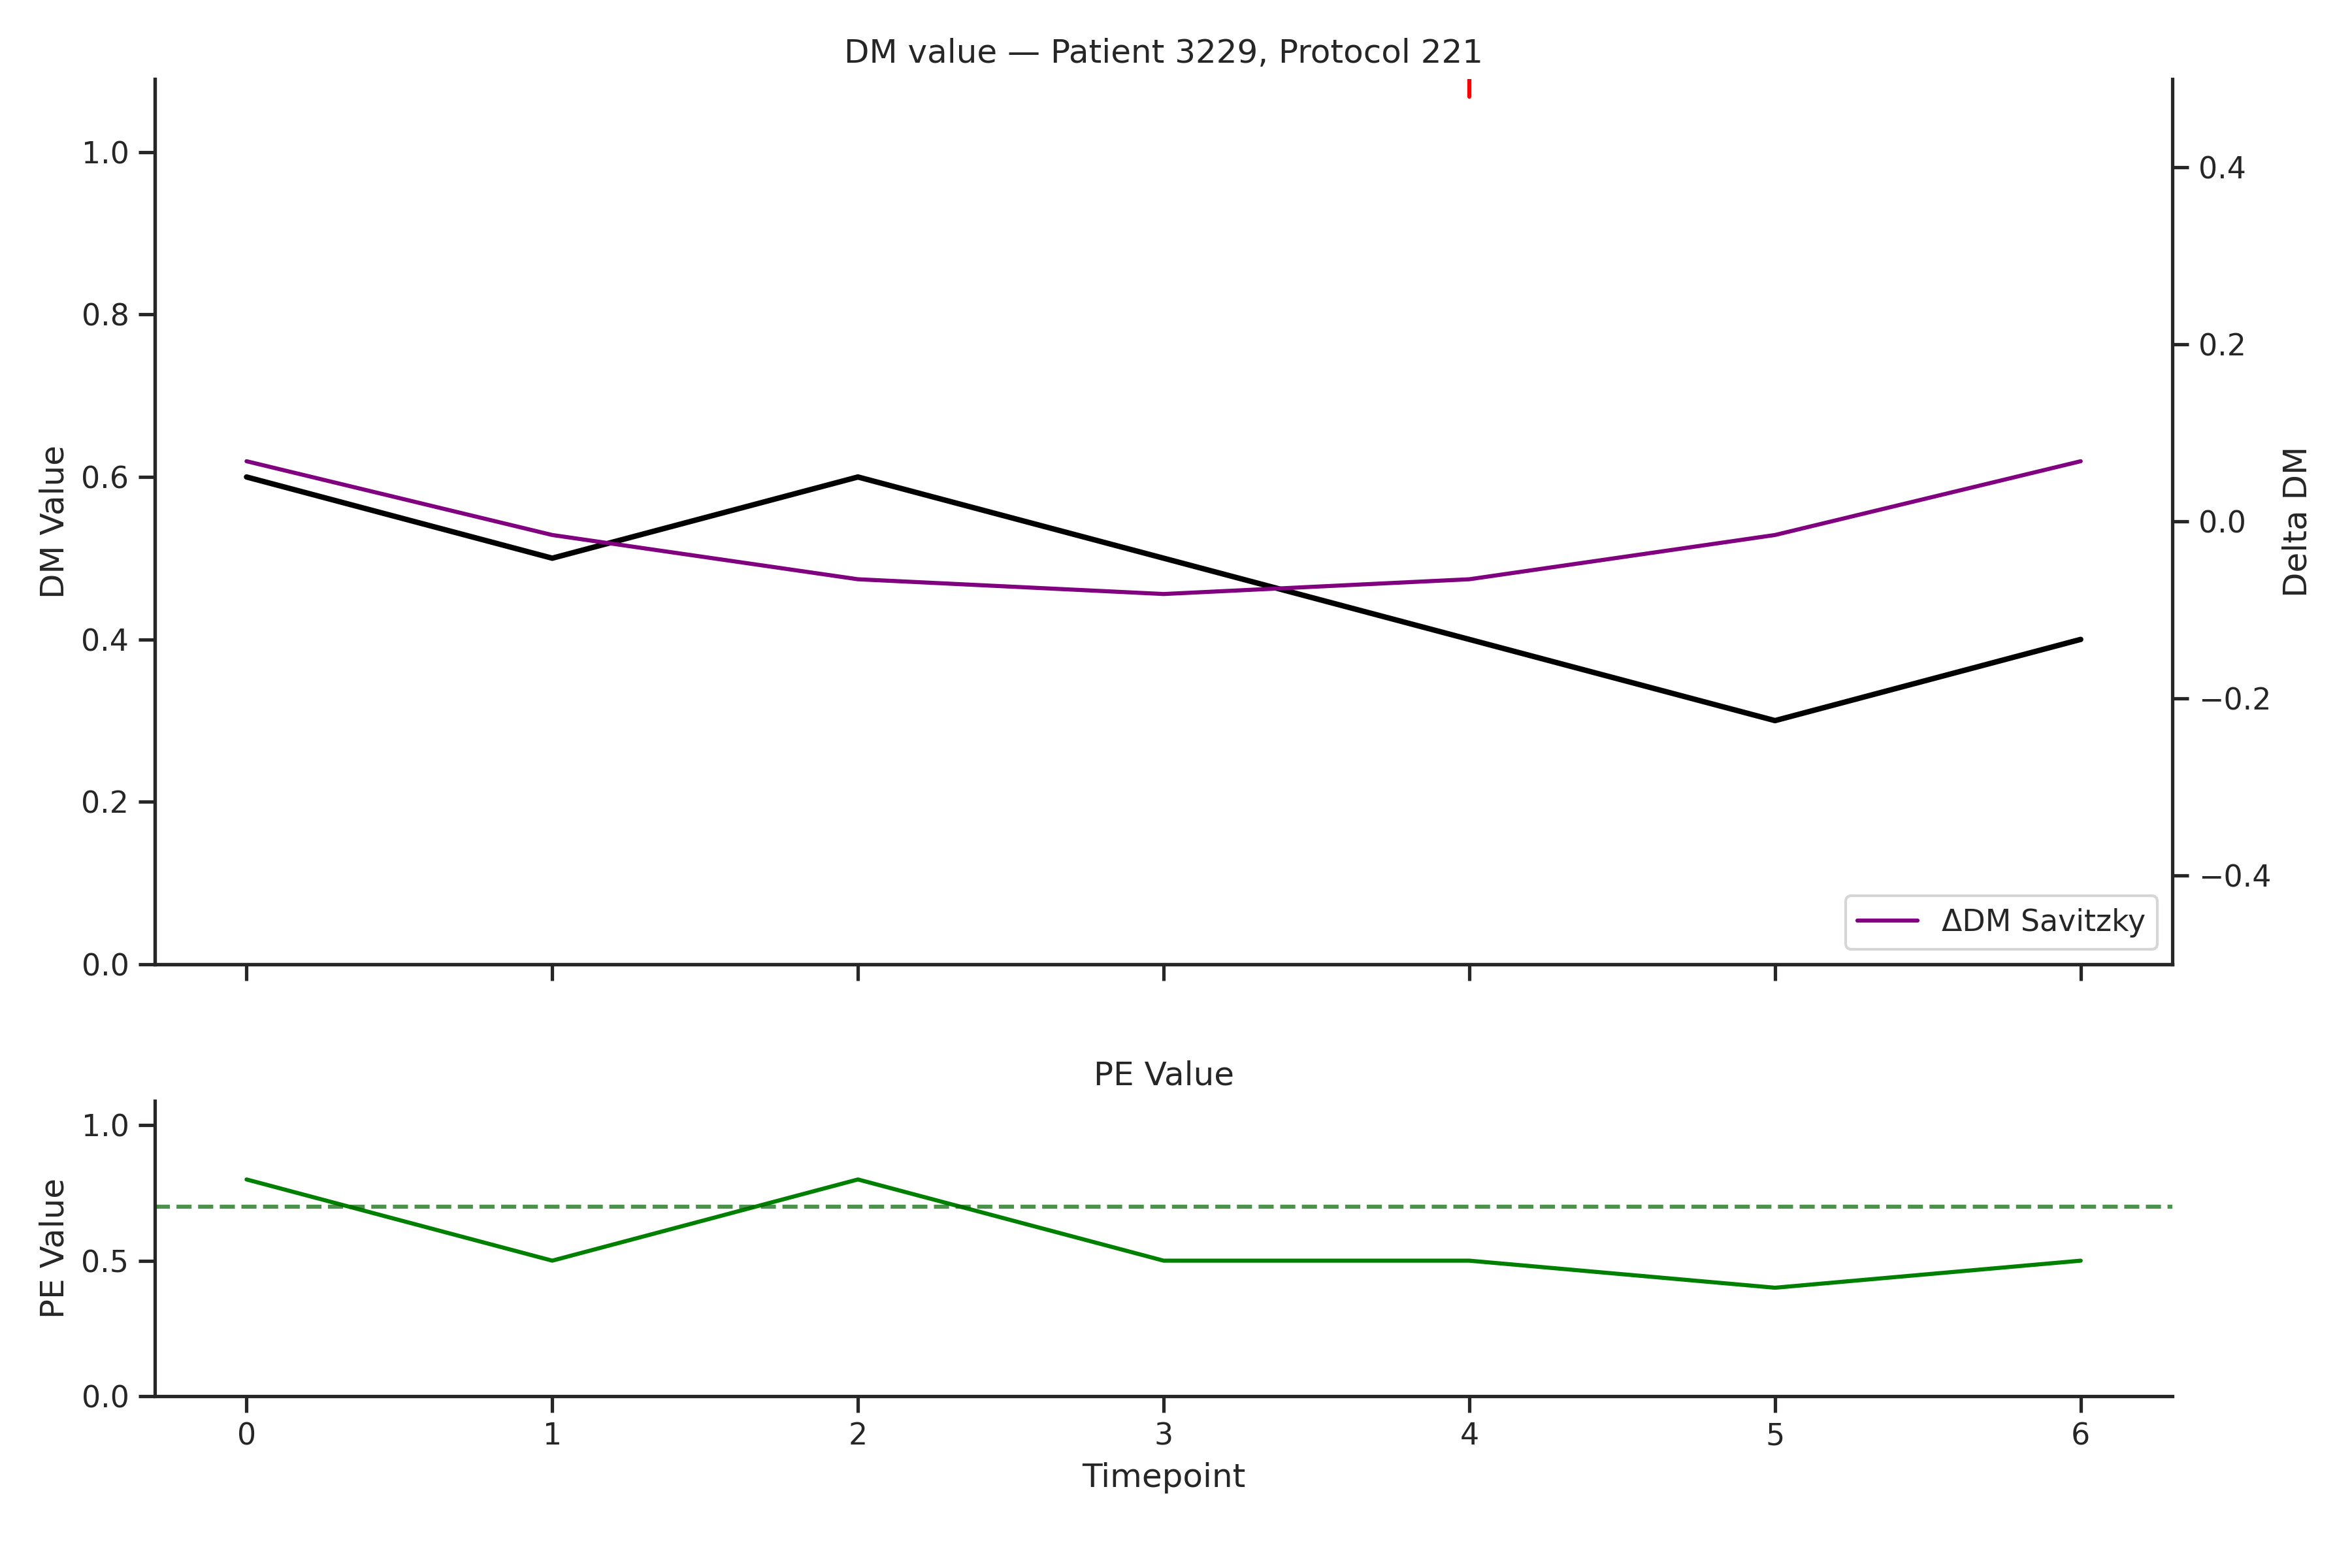 DM value — Patient 3229, Protocol 221
1.0
0.8
0.6
0.4
0.2
0.0
DM Value
0.4
0.2
0.0
−0.2
−0.4
Delta DM
ΔDM Savitzky
PE Value
1.0
0.5
0.0
PE Value
0 1 2 3 4 5 6
Timepoint